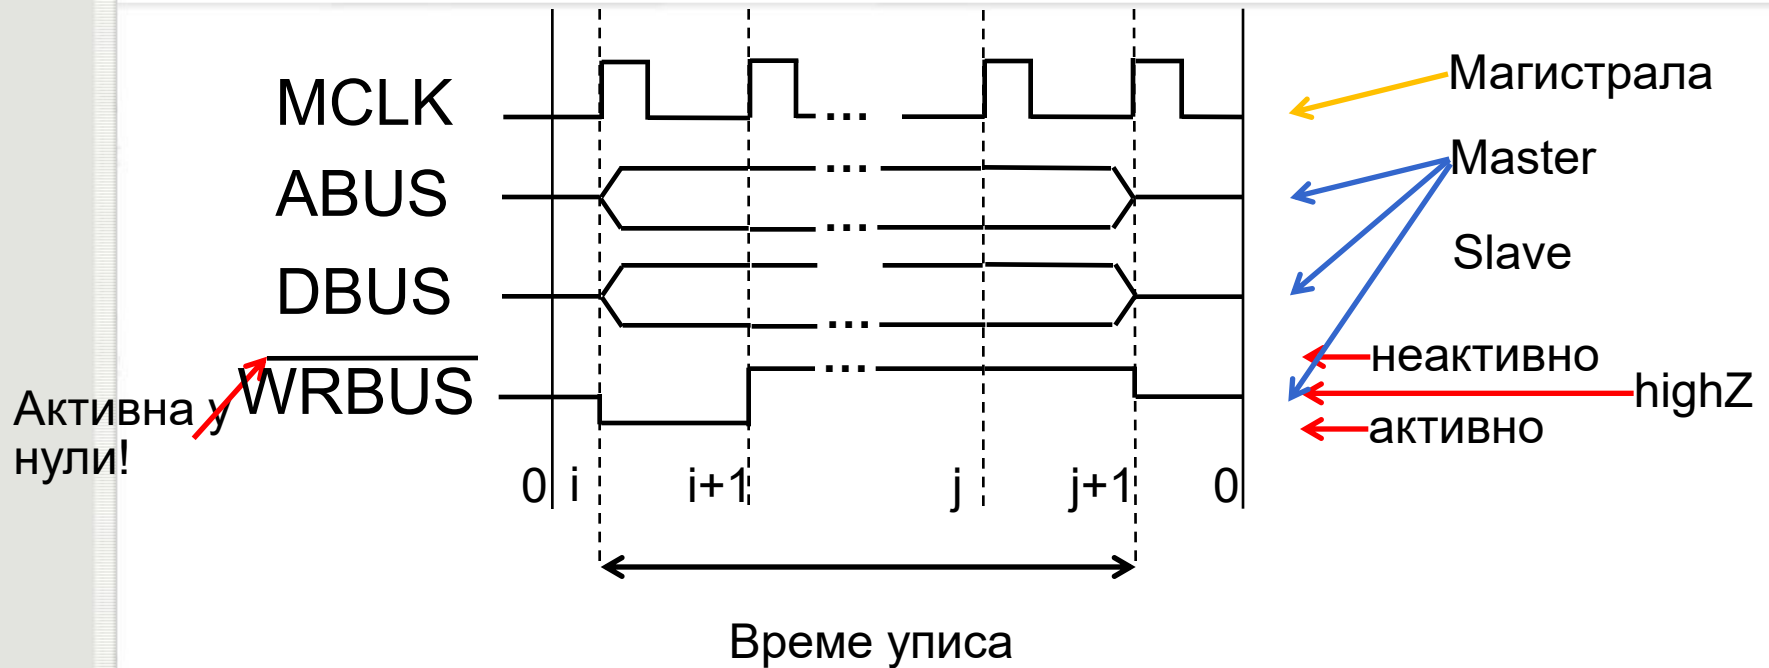 MCLK
...
Магистрала
ABUS
...
...
Master
DBUS
...
Slave
WRBUS
...
неактивно
highZ
активно
Активна у
нули!
0 i i+1 j j+1 0
Време уписа